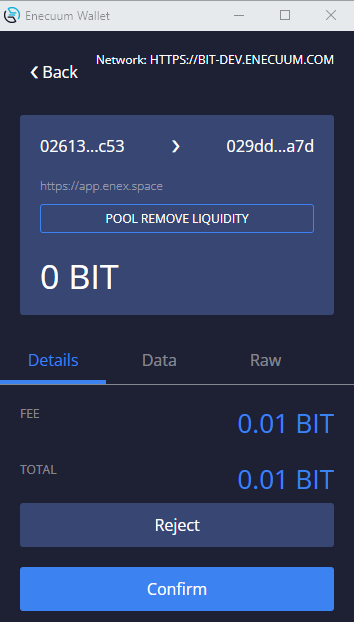 Enecuum Wallet
Network: HTTPS://BIT-DEV.ENECUUM.COM
Back
02613...c53 029dd...a7d
https://app.enex.space
POOL REMOVE LIQUIDITY
0 BIT
Details Data Raw
FEE 0.01 BIT
TOTAL 0.01 BIT
Reject
Confirm